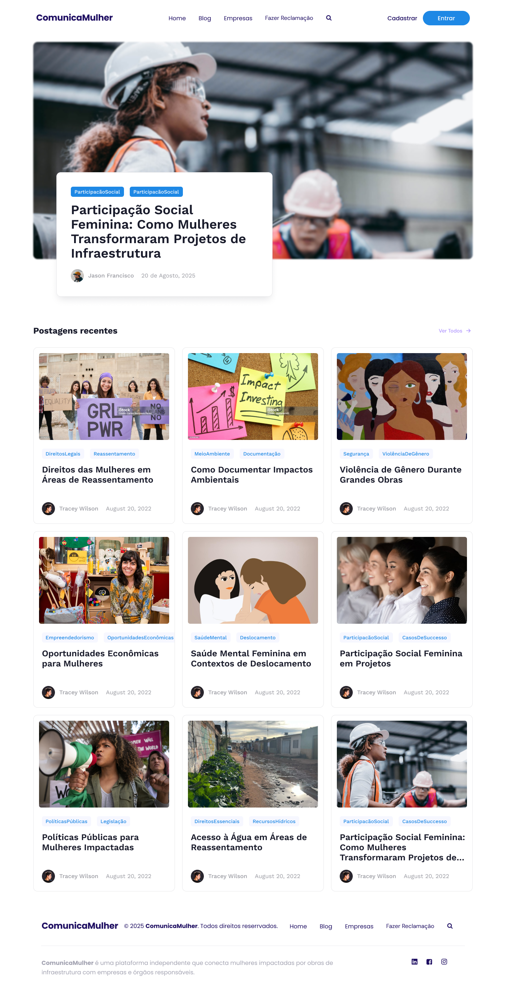 ComunicaMulher
Home Blog Empresas Fazer Reclamação
Cadastrar Entrar
SAFETY
ParticipacãoSocial ParticipacãoSocial
Participação Social
Feminina: Como Mulheres
Transformaram Projetos de
Infraestrutura
Jason Francisco 20 de Agosto, 2025
Postagens recentes
Ver Todos
EQUALITY
THE FUTURE
GRL
PWR
NO
MEANS
NO
iStock
Credit: Carlos Barquero Perez
Impact
Investing
$
iStock
Credit: designer491
DireitosLegais Reassentamento
Direitos das Mulheres em
Áreas de Reassentamento
Tracey Wilson August 20, 2022
MeioAmbiente Documentação
Como Documentar Impactos
Ambientais
Tracey Wilson August 20, 2022
Segurança ViolênciaDeGênero
Violência de Gênero Durante
Grandes Obras
Tracey Wilson August 20, 2022
feijão
arroz
Empreendedorismo OportunidadesEconômicas
Oportunidades Econômicas
para Mulheres
Tracey Wilson August 20, 2022
SaúdeMental Deslocamento
Saúde Mental Feminina em
Contextos de Deslocamento
Tracey Wilson August 20, 2022
ParticipacãoSocial CasosDeSuccesso
Participação Social Feminina
em Projetos
Tracey Wilson August 20, 2022
WOMEN WILL
THE WORLD
PolíticasPúblicas Legislação
Políticas Públicas para
Mulheres Impactadas
Tracey Wilson August 20, 2022
DireitosEssenciais RecursosHídricos
Acesso à Água em Áreas de
Reassentamento
Tracey Wilson August 20, 2022
ParticipacãoSocial CasosDeSuccesso
Participação Social Feminina:
Como Mulheres
Transformaram Projetos de...
Tracey Wilson August 20, 2022
ComunicaMulher © 2025 ComunicaMulher. Todos direitos reserrvados. Home Blog Empresas Fazer Reclamação
ComunicaMulher é uma plataforma independente que conecta mulheres impactadas por obras de
infraestrutura com empresas e órgãos responsáveis.